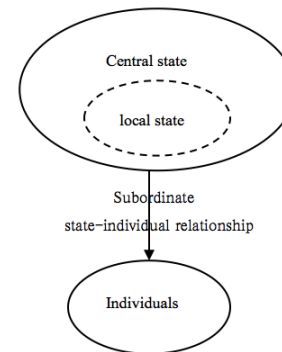 Central state
local state
Subordinate
state-individual relationship
Individuals